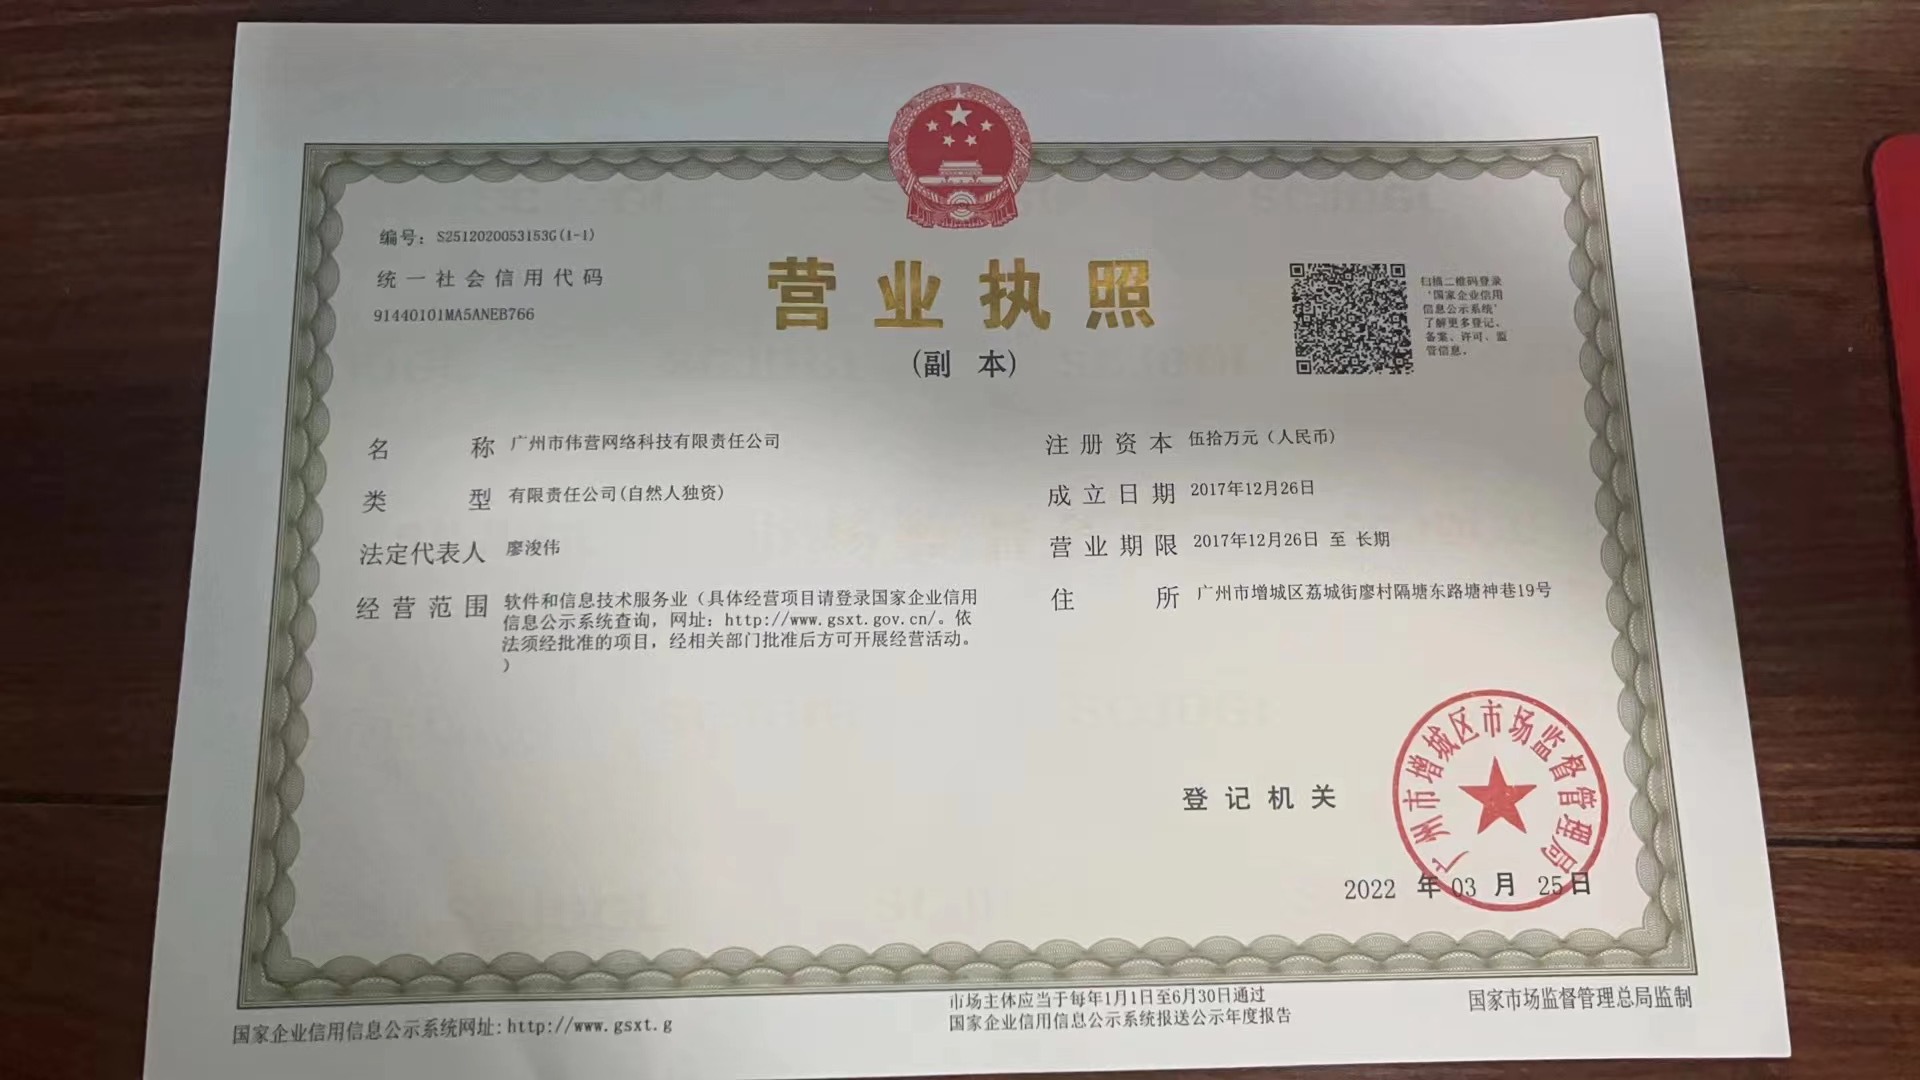 编号：S2512020053153G(1-1)
统一社会信用代码
91440101MA5ANEB766
营业执照
（副 本）
扫描二维码登录
‘国家企业信用
信息公示系统’
了解更多登记、
备案、许可、监
管信息。
名 称 广州市伟营网络科技有限责任公司
类 型 有限责任公司(自然人独资)
法定代表人 廖浚伟
经营范围 软件和信息技术服务业（具体经营项目请登录国家企业信用
信息公示系统查询，网址：http://www.gsxt.gov.cn/。依
法须经批准的项目，经相关部门批准后方可开展经营活动。
）
注册资本 伍拾万元（人民币）
成立日期 2017年12月26日
营业期限 2017年12月26日 至 长期
住 所 广州市增城区荔城街廖村隔塘东路塘神巷19号
登记机关
广州市增城区市场监督管理局
2022 年 03 月 25 日
国家企业信用信息公示系统网址:http://www.gsxt.g
市场主体应当于每年1月1日至6月30日通过
国家企业信用信息公示系统报送公示年度报告
国家市场监督管理总局监制